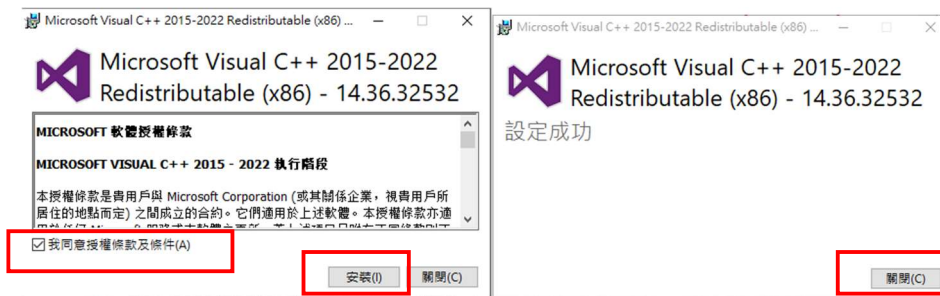 Microsoft Visual C++ 2015-2022 Redistributable (x86) ...
Microsoft Visual C++ 2015-2022
Redistributable (x86) - 14.36.32532
MICROSOFT 軟體授權條款
MICROSOFT VISUAL C++ 2015 - 2022 執行階段
本授權條款是貴用戶與 Microsoft Corporation (或其關係企業，視貴用戶所
居住的地點而定) 之間成立的合約。它們適用於上述軟體。本授權條款亦適
我同意授權條款及條件(A)
安裝(I)
關閉(C)
Microsoft Visual C++ 2015-2022 Redistributable (x86) ...
Microsoft Visual C++ 2015-2022
Redistributable (x86) - 14.36.32532
設定成功
關閉(C)